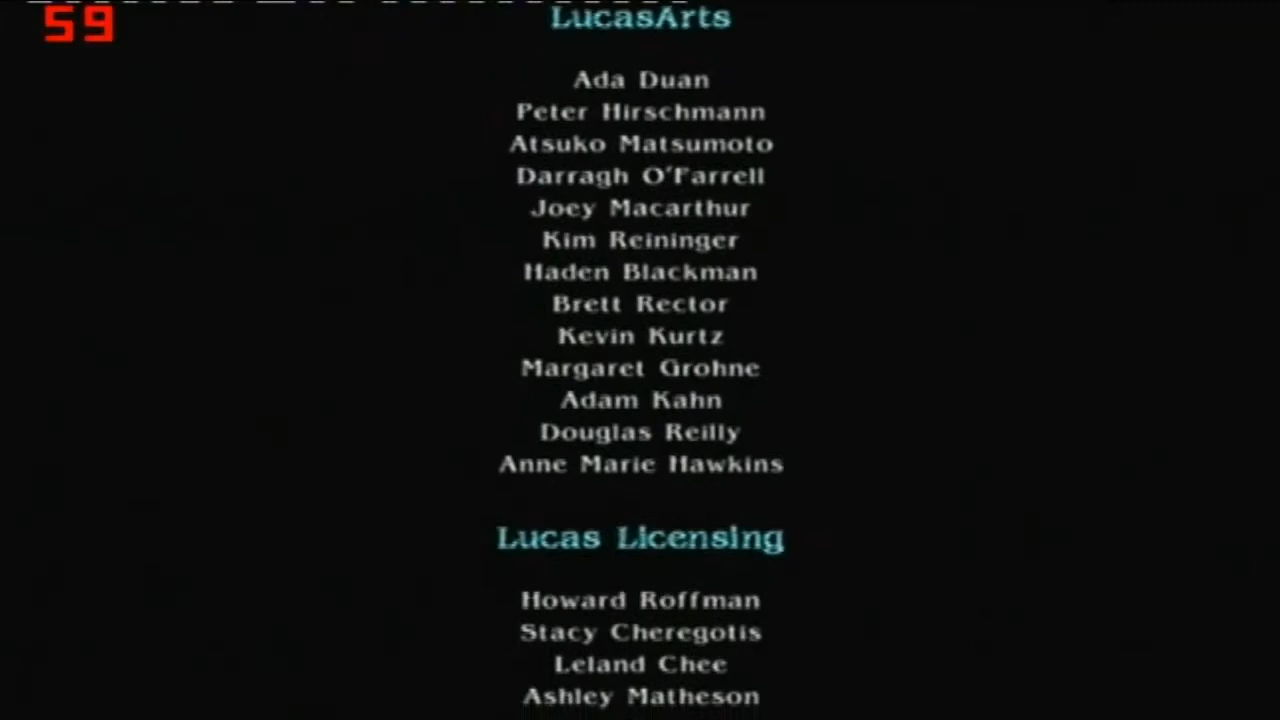 59
LucasArts
Ada Duan
Peter Hirschmann
Atsuko Matsumoto
Darragh O'Farrell
Joey Macarthur
Kim Reininger
Haden Blackman
Brett Rector
Kevin Kurtz
Margaret Grohne
Adam Kahn
Douglas Reilly
Anne Marie Hawkins
Lucas Licensing
Howard Roffman
Stacy Cheregotis
Leland Chee
Ashley Matheson